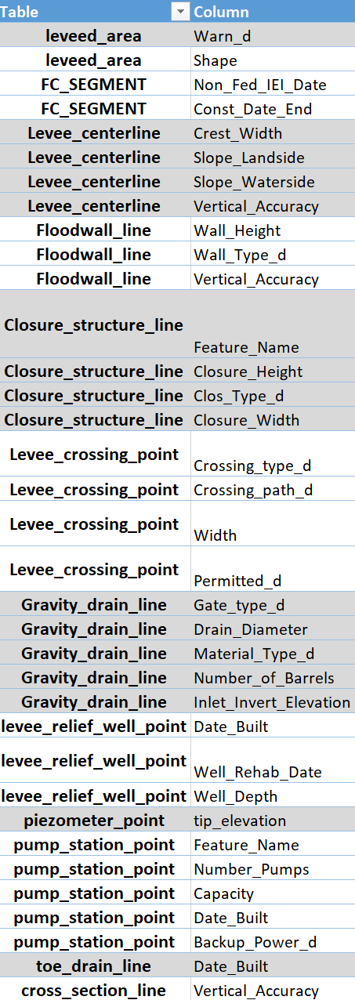 Table Column
leveed_area Warn_d
leveed_area Shape
FC_SEGMENT Non_Fed_IEI_Date
FC_SEGMENT Const_Date_End
Levee_centerline Crest_Width
Levee_centerline Slope_Landside
Levee_centerline Slope_Waterside
Levee_centerline Vertical_Accuracy
Floodwall_line Wall_Height
Floodwall_line Wall_Type_d
Floodwall_line Vertical_Accuracy
Closure_structure_line Feature_Name
Closure_structure_line Closure_Height
Closure_structure_line Clos_Type_d
Closure_structure_line Closure_Width
Levee_crossing_point Crossing_type_d
Levee_crossing_point Crossing_path_d
Levee_crossing_point Width
Levee_crossing_point Permitted_d
Gravity_drain_line Gate_type_d
Gravity_drain_line Drain_Diameter
Gravity_drain_line Material_Type_d
Gravity_drain_line Number_of_Barrels
Gravity_drain_line Inlet_Invert_Elevation
levee_relief_well_point Date_Built
levee_relief_well_point Well_Rehab_Date
levee_relief_well_point Well_Depth
piezometer_point tip_elevation
pump_station_point Feature_Name
pump_station_point Number_Pumps
pump_station_point Capacity
pump_station_point Date_Built
pump_station_point Backup_Power_d
toe_drain_line Date_Built
cross_section_line Vertical_Accuracy